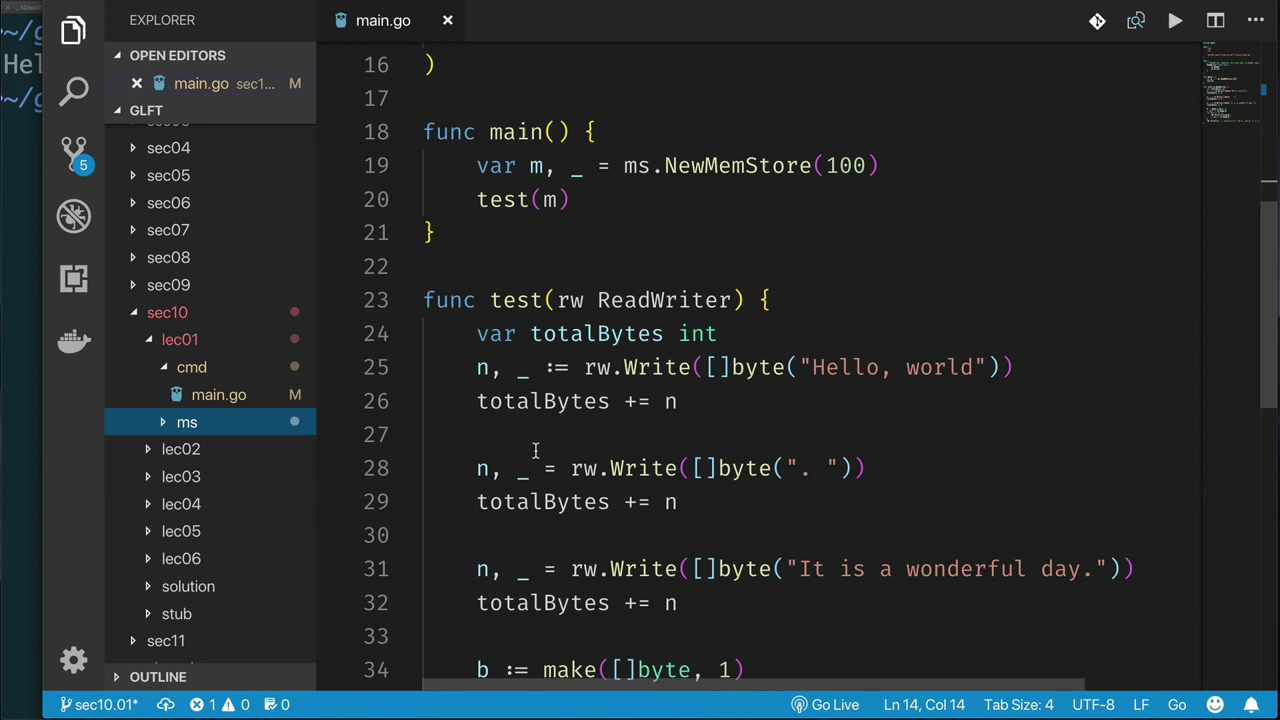 EXPLORER
OPEN EDITORS
main.go sec1... M
GLFT
sec04
sec05
sec06
sec07
sec08
sec09
sec10
lec01
cmd
main.go M
ms
lec02
lec03
lec04
lec05
lec06
solution
stub
sec11
OUTLINE
5
main.go
16 )
17
18 func main() {
19 var m, _ = ms.NewMemStore(100)
20 test(m)
21 }
22
23 func test(rw ReadWriter) {
24 var totalBytes int
25 n, _ := rw.Write([]byte("Hello, world"))
26 totalBytes += n
27
28 n, _ = rw.Write([]byte(". "))
29 totalBytes += n
30
31 n, _ = rw.Write([]byte("It is a wonderful day."))
32 totalBytes += n
33
34 b := make([]byte, 1)
sec10.01* 1 0 0 Go Live Ln 14, Col 14 Tab Size: 4 UTF-8 LF Go